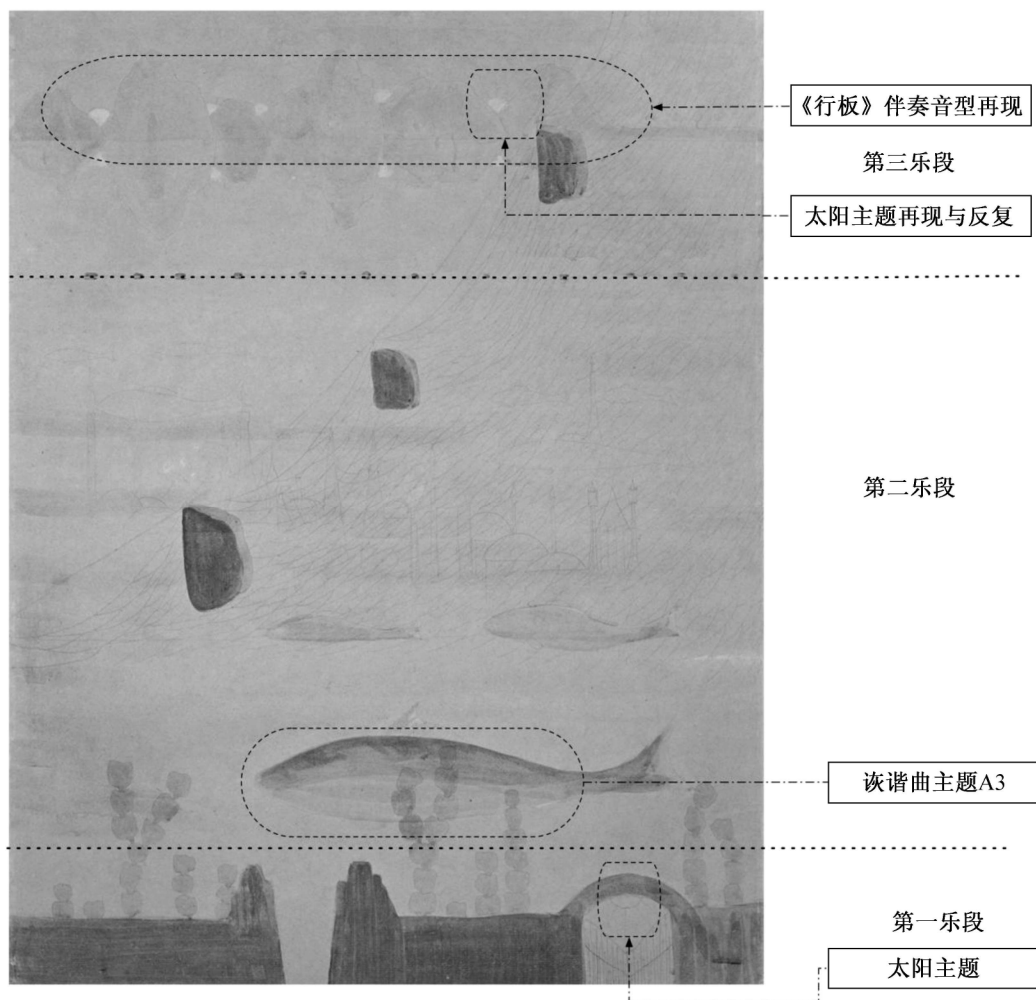 《行板》伴奏音型再现
第三乐段
太阳主题再现与反复
第二乐段
诙谐曲主题A3
第一乐段
太阳主题